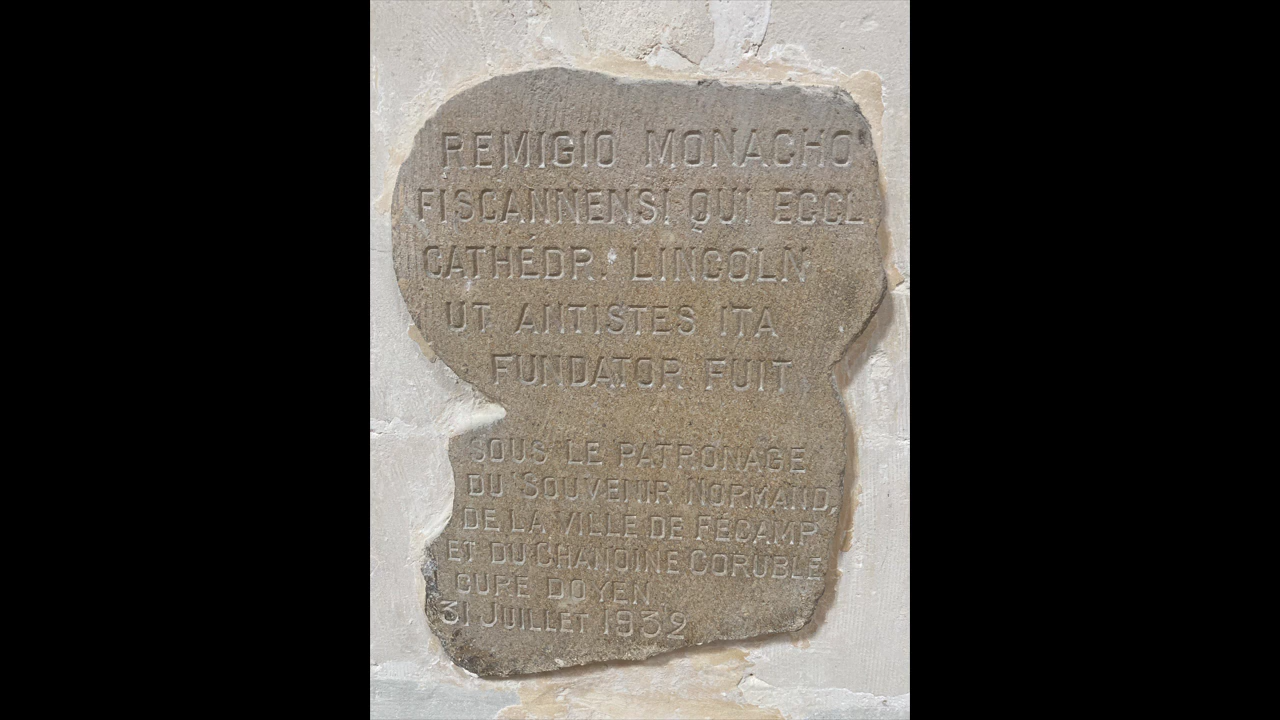 REMIGIO MONACHO
FISCANNENSI QUI ECCL
CATHEDR. LINCOLN
UT ANTISTES ITA
FUNDATOR FUIT
SOUS LE PATRONAGE
DU SOUVENIR NORMAND,
DE LA VILLE DE FÉCAMP
ET DU CHANOINE CORUBLE
CURE DOYEN
31 JUILLET 1932